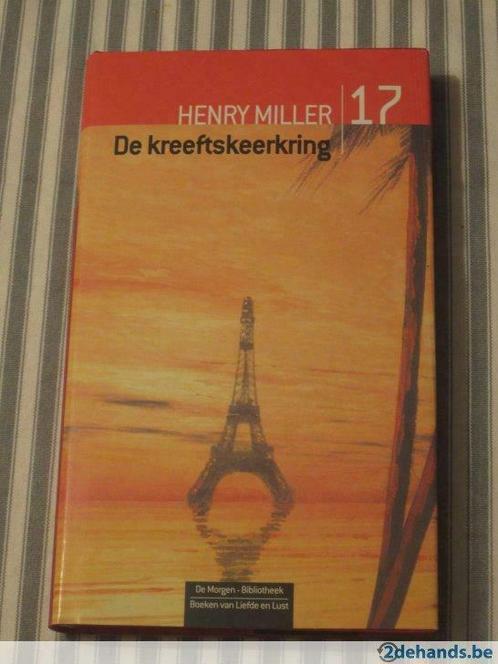 HENRY MILLER 17
De kreeftskeerkring
De Morgen - Bibliotheek
Boeken van Liefde en Lust
2dehands.be